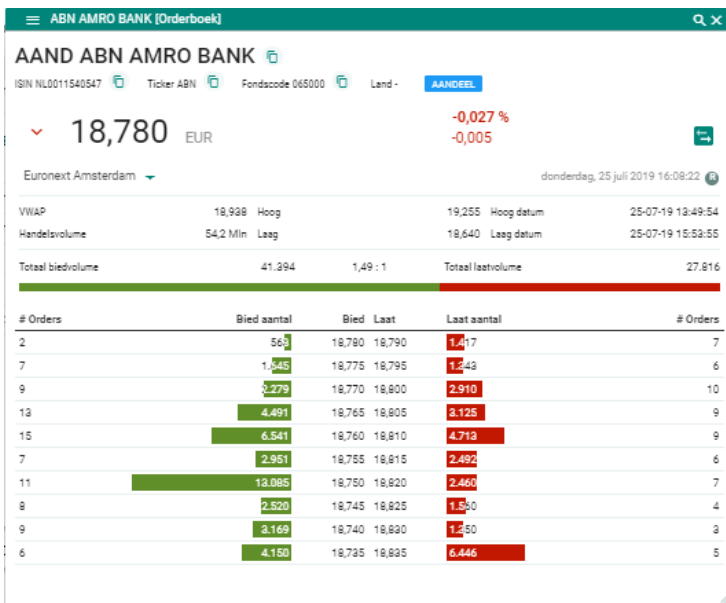 ABN AMRO BANK [Orderboek]
AAND ABN AMRO BANK
ISIN NL0011540547 Ticker ABN Fondscode 065000 Land - AANDEEL
18,780 EUR -0,027 %
-0,005
Euronext Amsterdam donderdag, 25 juli 2019 16:08:22 R
VWAP 18,938 Hoog 19,255 Hoog datum 25-07-19 13:49:54
Handelsvolume 54,2 Mln Laag 18,640 Laag datum 25-07-19 15:53:55
Totaal biedvolume 41.394 1,49 : 1 Totaal laatvolume 27.816
# Orders Bied aantal Bied Laat Laat aantal # Orders
2 563 18,780 18,790 1.417 7
7 1.645 18,775 18,795 1.343 6
9 2.279 18,770 18,800 2.910 10
13 4.491 18,765 18,805 3.125 9
15 6.541 18,760 18,810 4.713 9
7 2.951 18,755 18,815 2.492 6
11 13.085 18,750 18,820 2.460 7
8 2.520 18,745 18,825 1.560 4
9 3.169 18,740 18,830 1.350 3
6 4.150 18,735 18,835 6.446 5